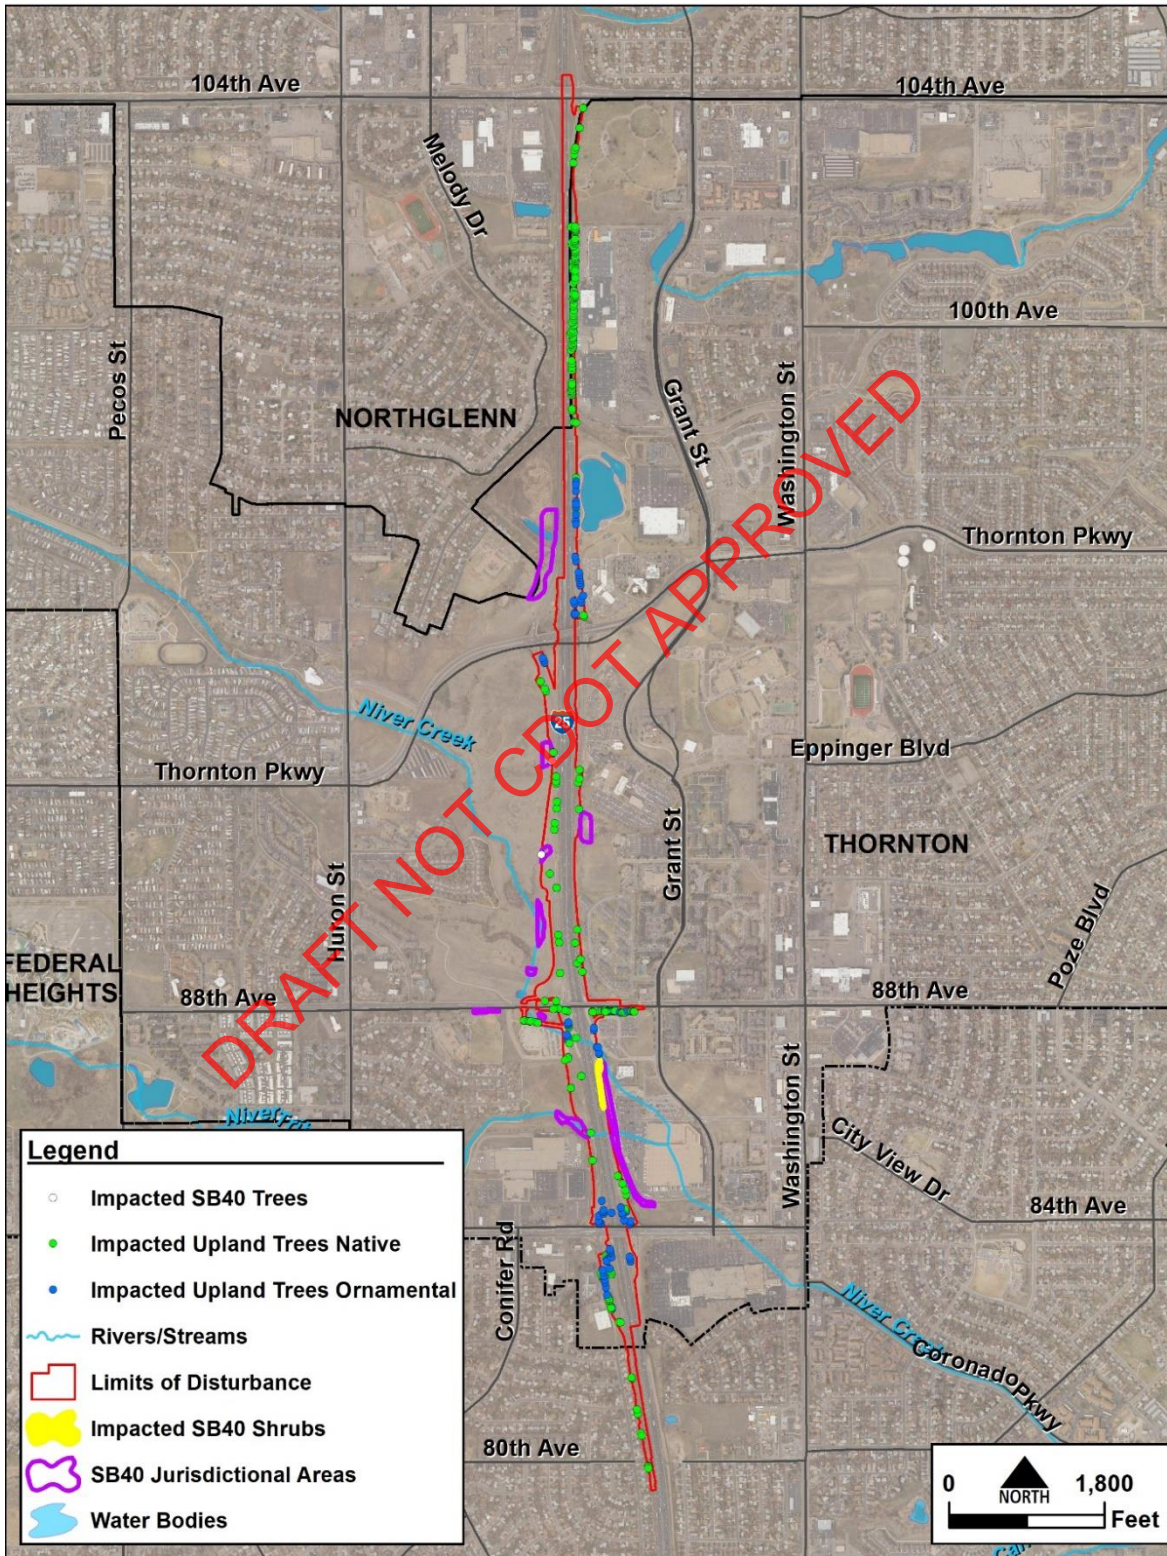 104th Ave
104th Ave
Melody Dr
100th Ave
Pecos St
Grant St
Washington St
NORTHGLENN
Thornton Pkwy
DRAFT NOT CDOT APPROVED
25
Niver Creek
Eppinger Blvd
Thornton Pkwy
THORNTON
Grant St
Huron St
Poze Blvd
FEDERAL
HEIGHTS
88th Ave
88th Ave
Washington St
City View Dr
84th Ave
Conifer Rd
Niver Creek
Coronado Pkwy
80th Ave
Legend
Impacted SB40 Trees
Impacted Upland Trees Native
Impacted Upland Trees Ornamental
Rivers/Streams
Limits of Disturbance
Impacted SB40 Shrubs
SB40 Jurisdictional Areas
Water Bodies
0 NORTH 1,800
Feet